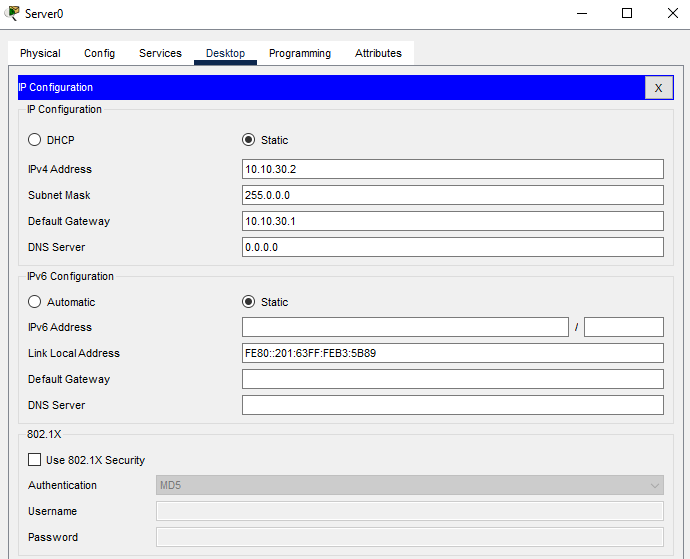 Server0
Physical Config Services Desktop Programming Attributes
IP Configuration X
IP Configuration
DHCP Static
IPv4 Address 10.10.30.2
Subnet Mask 255.0.0.0
Default Gateway 10.10.30.1
DNS Server 0.0.0.0
IPv6 Configuration
Automatic Static
IPv6 Address /
Link Local Address FE80::201:63FF:FEB3:5B89
Default Gateway
DNS Server
802.1X
Use 802.1X Security
Authentication MD5
Username
Password